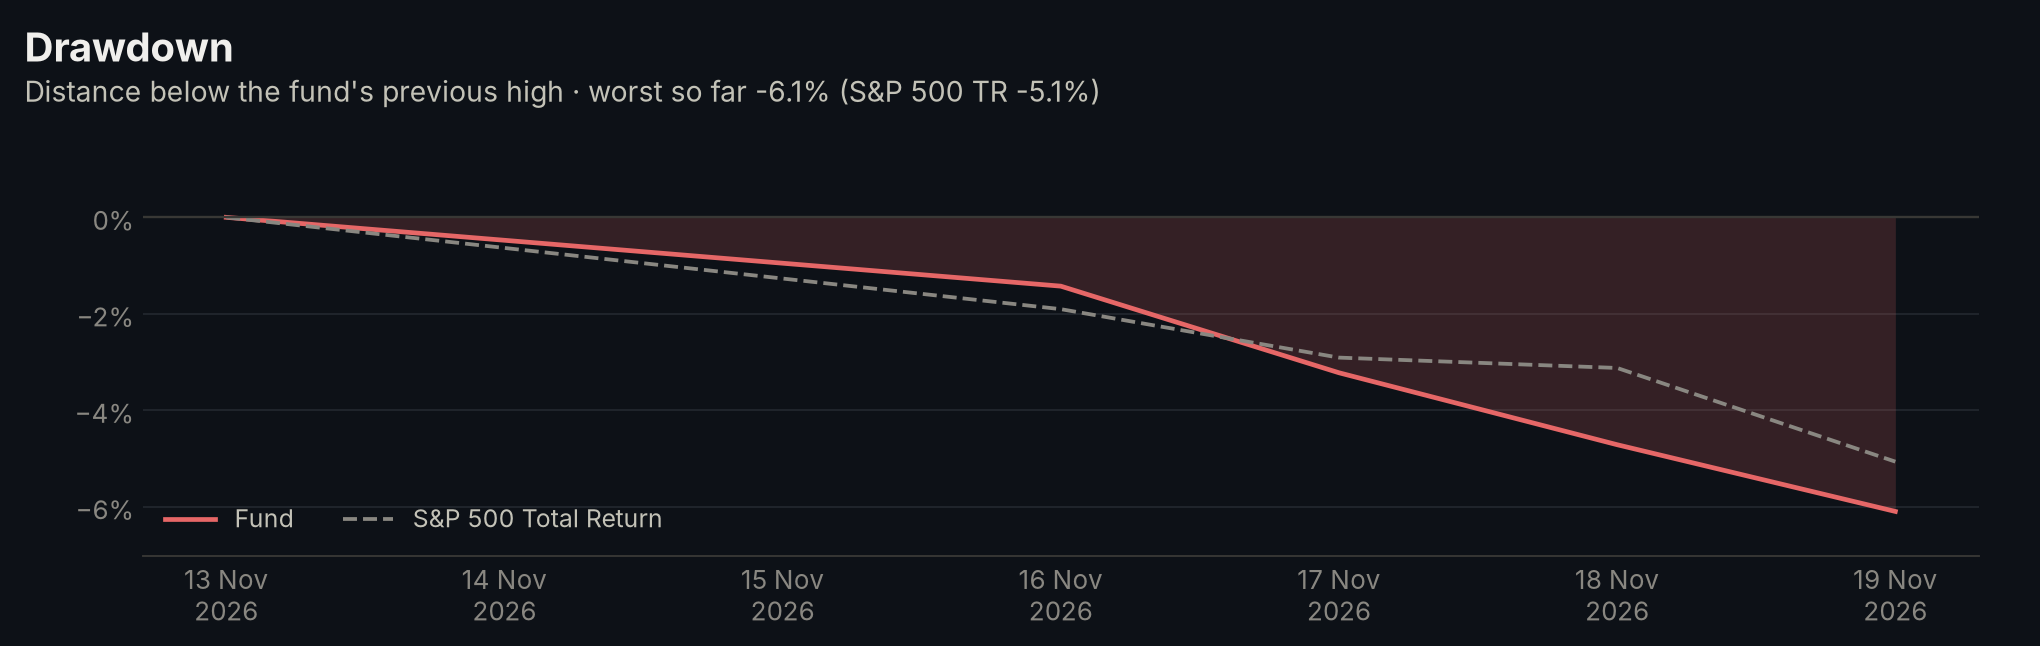 Drawdown
Distance below the fund's previous high · worst so far -6.1% (S&P 500 TR -5.1%)
0%
−2%
−4%
−6%
Fund
S&P 500 Total Return
13 Nov
2026
14 Nov
2026
15 Nov
2026
16 Nov
2026
17 Nov
2026
18 Nov
2026
19 Nov
2026